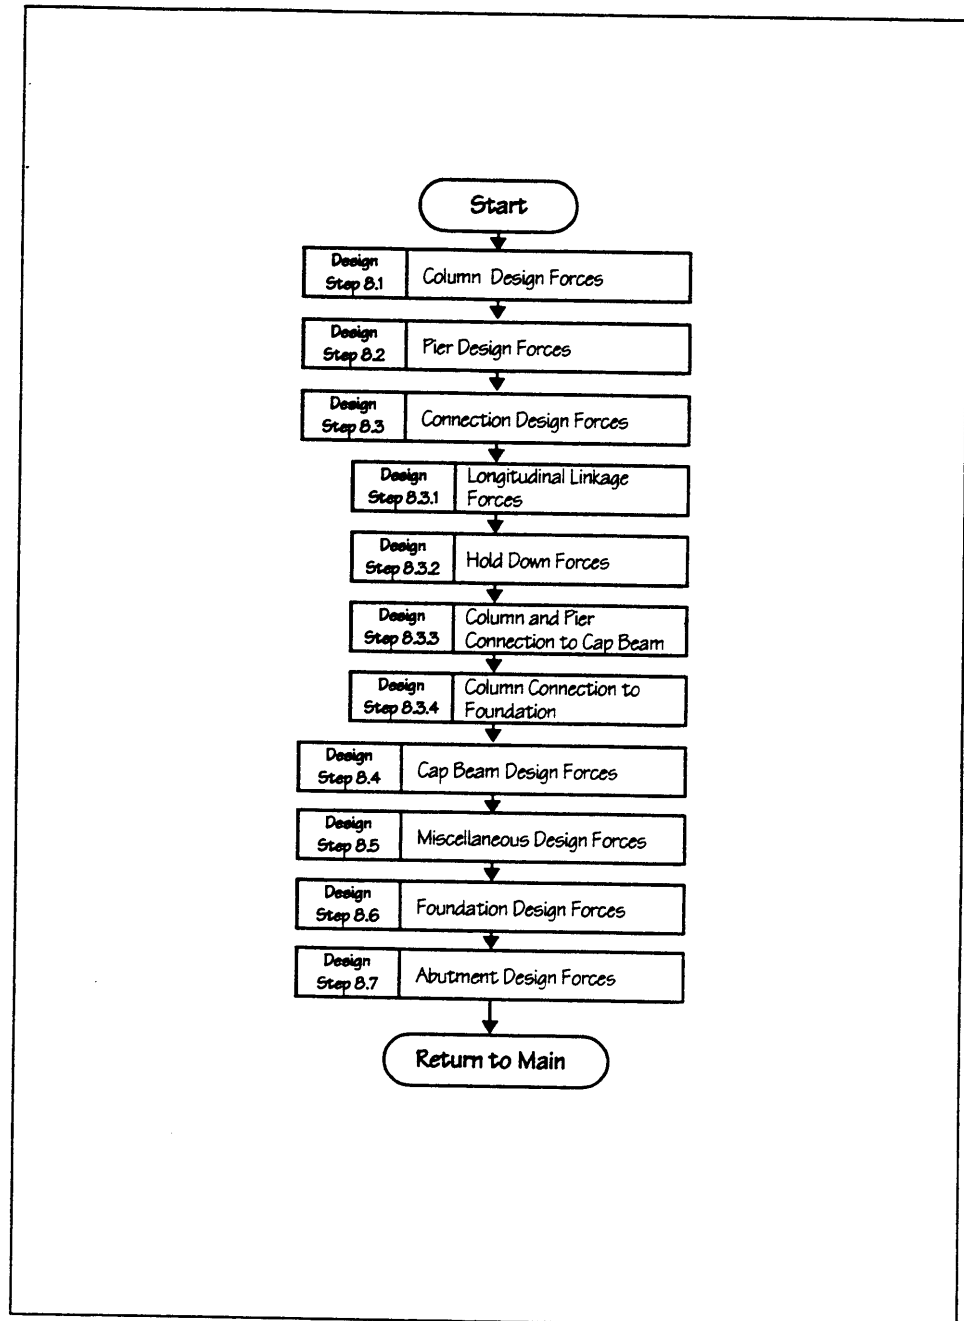 Start
Design
Step 8.1
Column Design Forces
Design
Step 8.2
Pier Design Forces
Design
Step 8.3
Connection Design Forces
Design
Step 8.3.1
Longitudinal Linkage
Forces
Design
Step 8.3.2
Hold Down Forces
Design
Step 8.3.3
Column and Pier
Connection to Cap Beam
Design
Step 8.3.4
Column Connection to
Foundation
Design
Step 8.4
Cap Beam Design Forces
Design
Step 8.5
Miscellaneous Design Forces
Design
Step 8.6
Foundation Design Forces
Design
Step 8.7
Abutment Design Forces
Return to Main